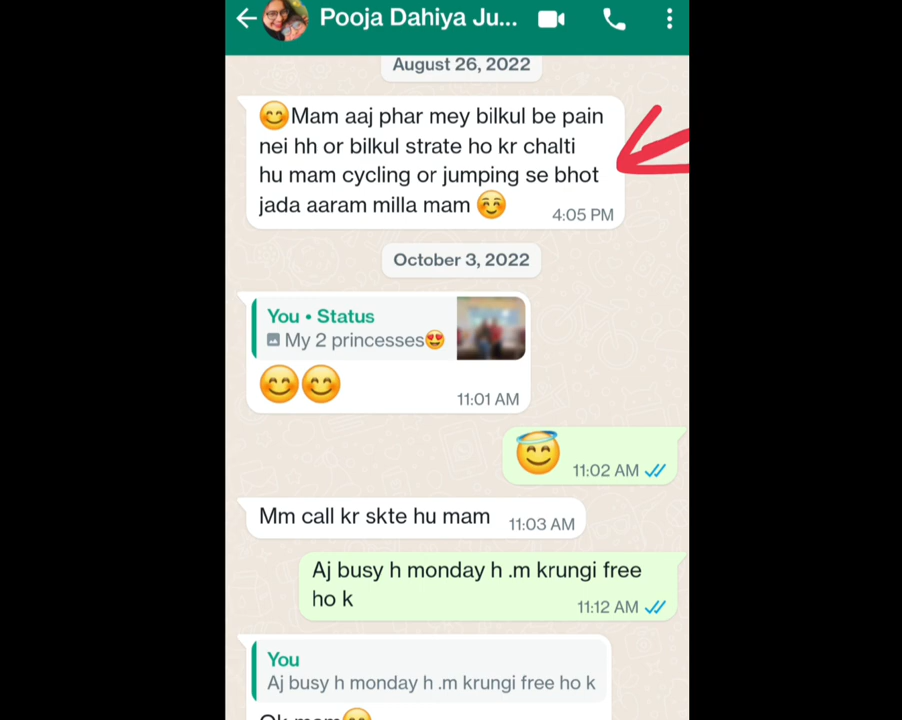 Pooja Dahiya Ju...
August 26, 2022
😊Mam aaj phar mey bilkul be pain
nei hh or bilkul strate ho kr chalti
hu mam cycling or jumping se bhot
jada aaram milla mam ☺️
4:05 PM
October 3, 2022
You • Status
My 2 princesses😍
😊😊
11:01 AM
😇
11:02 AM
Mm call kr skte hu mam
11:03 AM
Aj busy h monday h .m krungi free
ho k
11:12 AM
You
Aj busy h monday h .m krungi free ho k
Ok mam😊